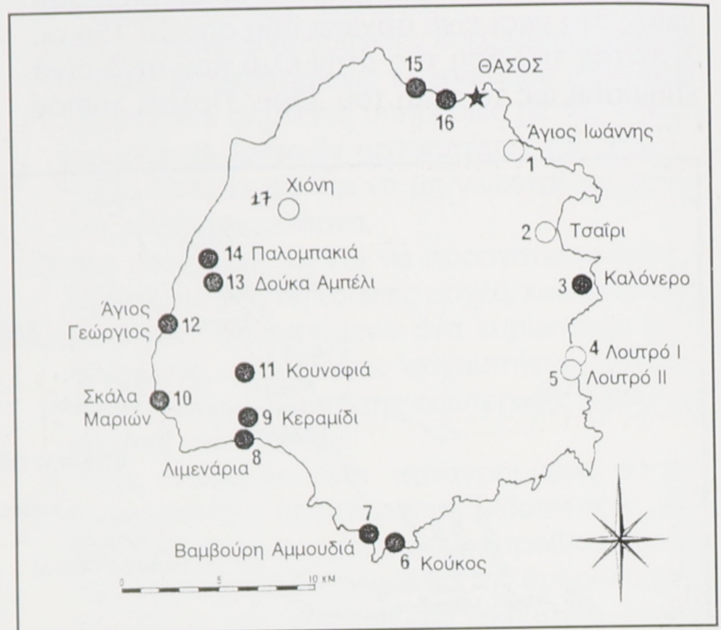 15
ΘΑΣΟΣ
16
Άγιος Ιωάννης
1
Χιόνη
17
2 Τσαΐρι
14 Παλομπακιά
13 Δούκα Αμπέλι
3 Καλόνερο
Άγιος
Γεώργιος
12
4 Λουτρό Ι
5 Λουτρό ΙΙ
11 Κουνοφιά
Σκάλα
Μαριών
10
9 Κεραμίδι
8
Λιμενάρια
7
Βαμβούρη Αμμουδιά
6 Κούκος
0 5 10 KM